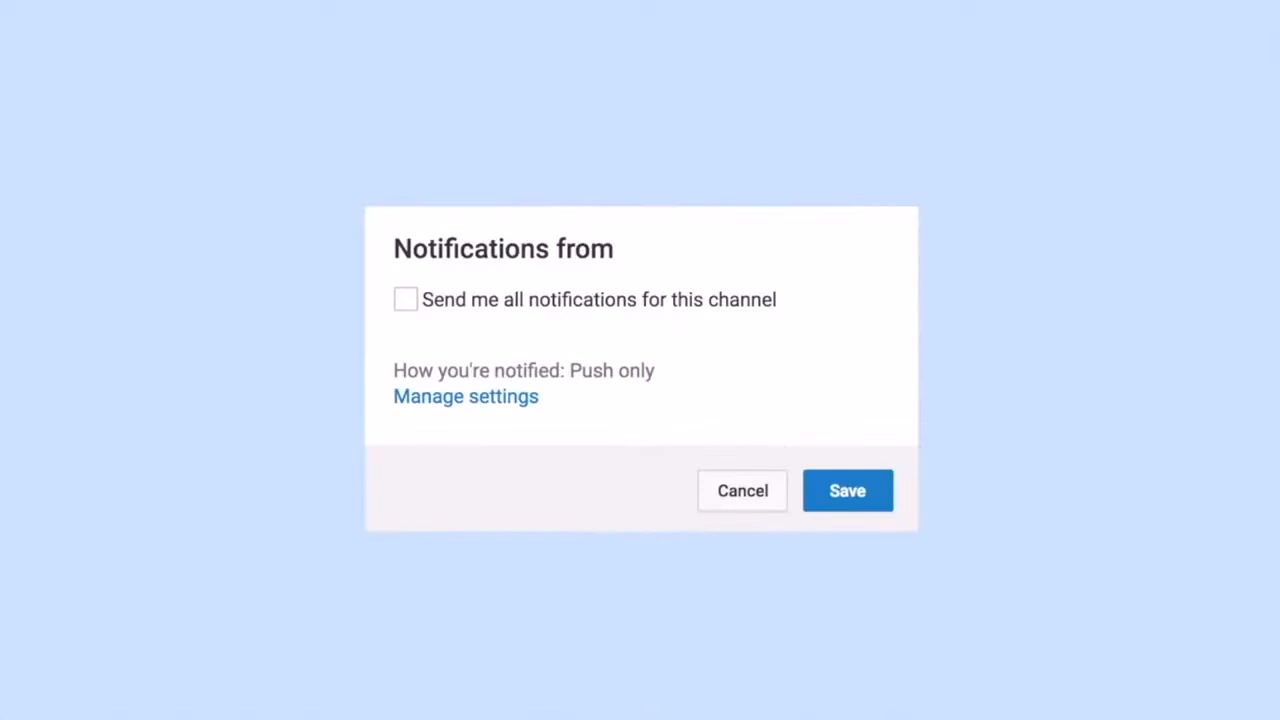 Notifications from
Send me all notifications for this channel
How you're notified: Push only
Manage settings
Cancel Save